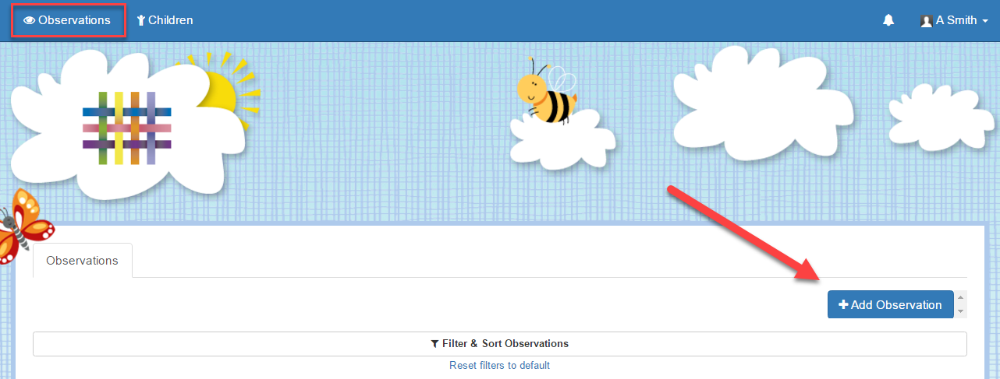 Observations Children A Smith
Observations
Add Observation
Filter & Sort Observations
Reset filters to default